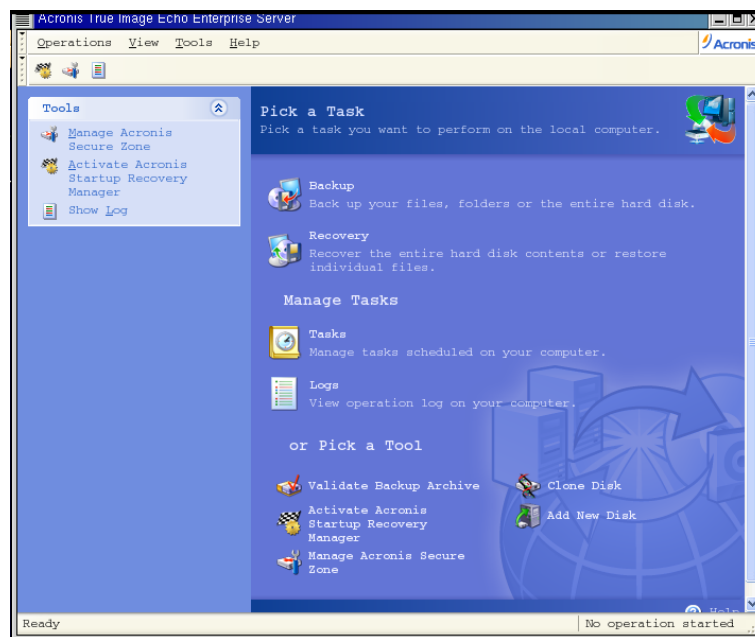 Acronis True Image Echo Enterprise Server
Operations View Tools Help
Acronis
Tools
Manage Acronis
Secure Zone
Activate Acronis
Startup Recovery
Manager
Show Log
Pick a Task
Pick a task you want to perform on the local computer.
Backup
Back up your files, folders or the entire hard disk.
Recovery
Recover the entire hard disk contents or restore
individual files.
Manage Tasks
Tasks
Manage tasks scheduled on your computer.
Logs
View operation log on your computer.
or Pick a Tool
Validate Backup Archive
Activate Acronis
Startup Recovery
Manager
Manage Acronis Secure
Zone
Clone Disk
Add New Disk
Help
Ready
No operation started